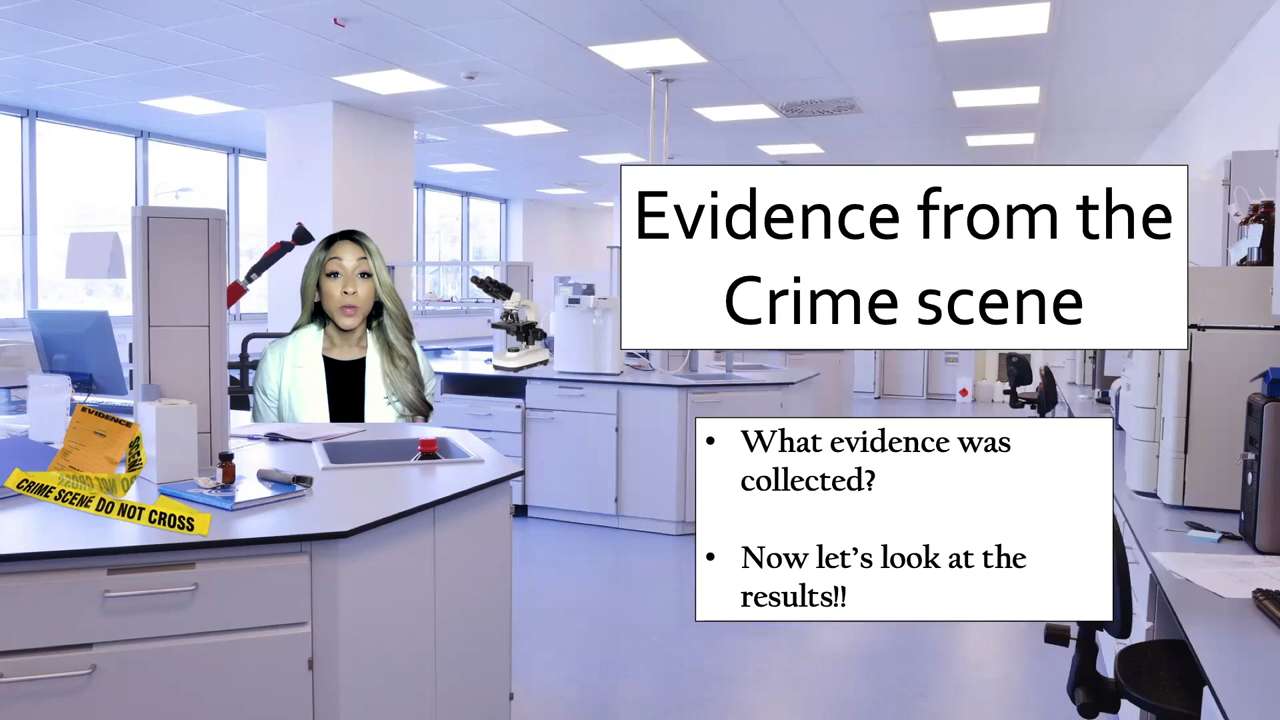 Evidence from the
Crime scene
• What evidence was
collected?
• Now let’s look at the
results!!
EVIDENCE
CRIME SCENE DO NOT CROSS